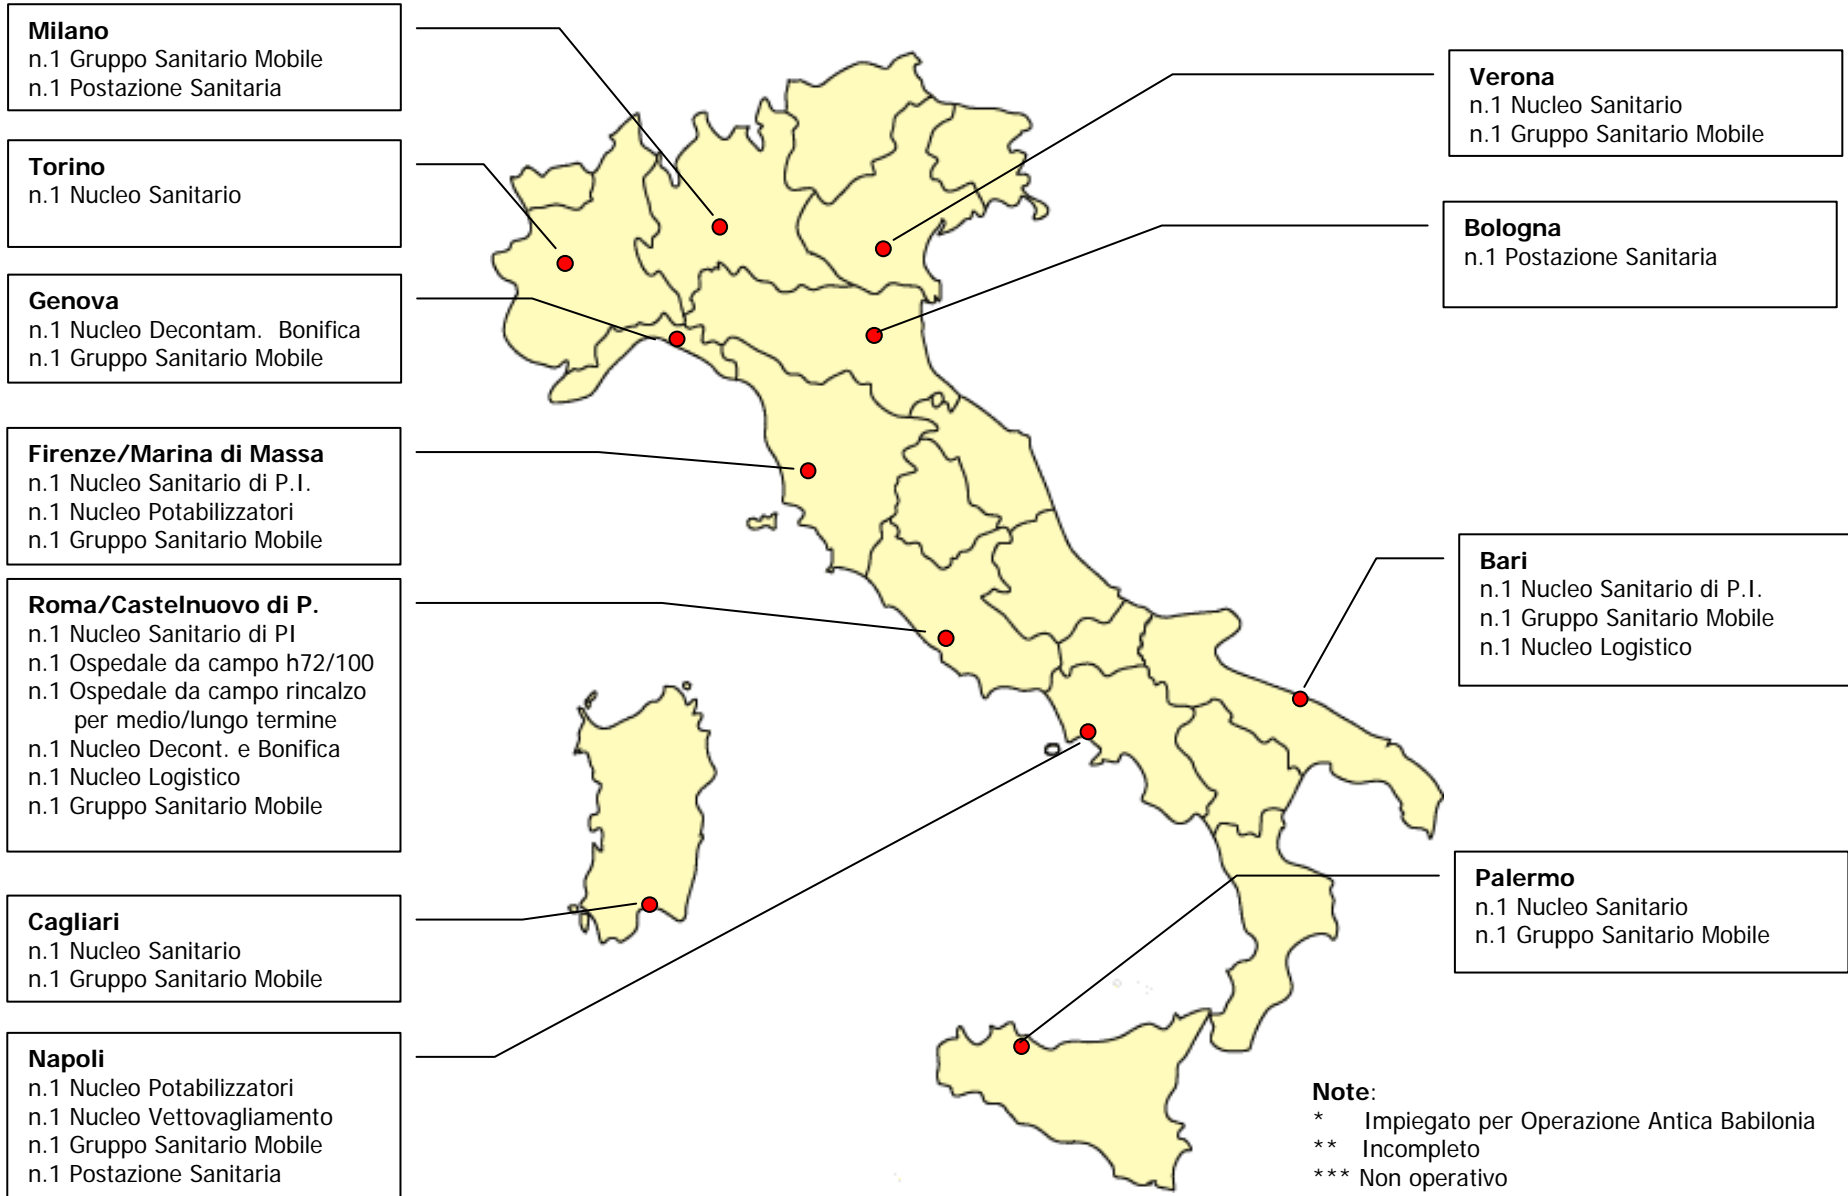 Milano
n.1 Gruppo Sanitario Mobile
n.1 Postazione Sanitaria
Torino
n.1 Nucleo Sanitario
Genova
n.1 Nucleo Decontam. Bonifica
n.1 Gruppo Sanitario Mobile
Firenze/Marina di Massa
n.1 Nucleo Sanitario di P.I.
n.1 Nucleo Potabilizzatori
n.1 Gruppo Sanitario Mobile
Roma/Castelnuovo di P.
n.1 Nucleo Sanitario di PI
n.1 Ospedale da campo h72/100
n.1 Ospedale da campo rincalzo
per medio/lungo termine
n.1 Nucleo Decont. e Bonifica
n.1 Nucleo Logistico
n.1 Gruppo Sanitario Mobile
Cagliari
n.1 Nucleo Sanitario
n.1 Gruppo Sanitario Mobile
Napoli
n.1 Nucleo Potabilizzatori
n.1 Nucleo Vettovagliamento
n.1 Gruppo Sanitario Mobile
n.1 Postazione Sanitaria
Verona
n.1 Nucleo Sanitario
n.1 Gruppo Sanitario Mobile
Bologna
n.1 Postazione Sanitaria
Bari
n.1 Nucleo Sanitario di P.I.
n.1 Gruppo Sanitario Mobile
n.1 Nucleo Logistico
Palermo
n.1 Nucleo Sanitario
n.1 Gruppo Sanitario Mobile
Note:
* Impiegato per Operazione Antica Babilonia
** Incompleto
*** Non operativo